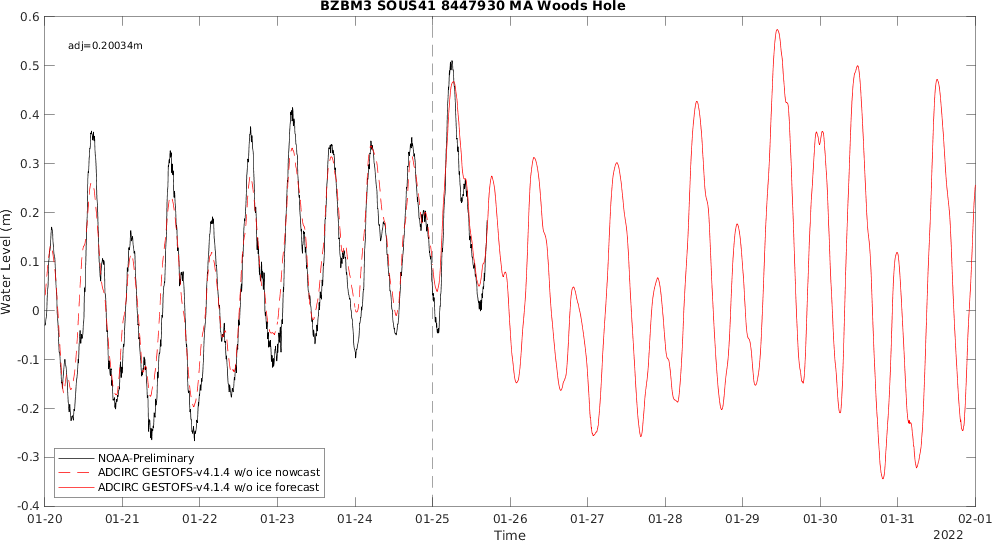 BZBM3 SOUS41 8447930 MA Woods Hole
adj=0.20034m
0.6
0.5
0.4
0.3
0.2
0.1
0
-0.1
-0.2
-0.3
-0.4
Water Level (m)
NOAA-Preliminary
ADCIRC GESTOFS-v4.1.4 w/o ice nowcast
ADCIRC GESTOFS-v4.1.4 w/o ice forecast
01-20 01-21 01-22 01-23 01-24 01-25 01-26 01-27 01-28 01-29 01-30 01-31 02-01
Time
2022